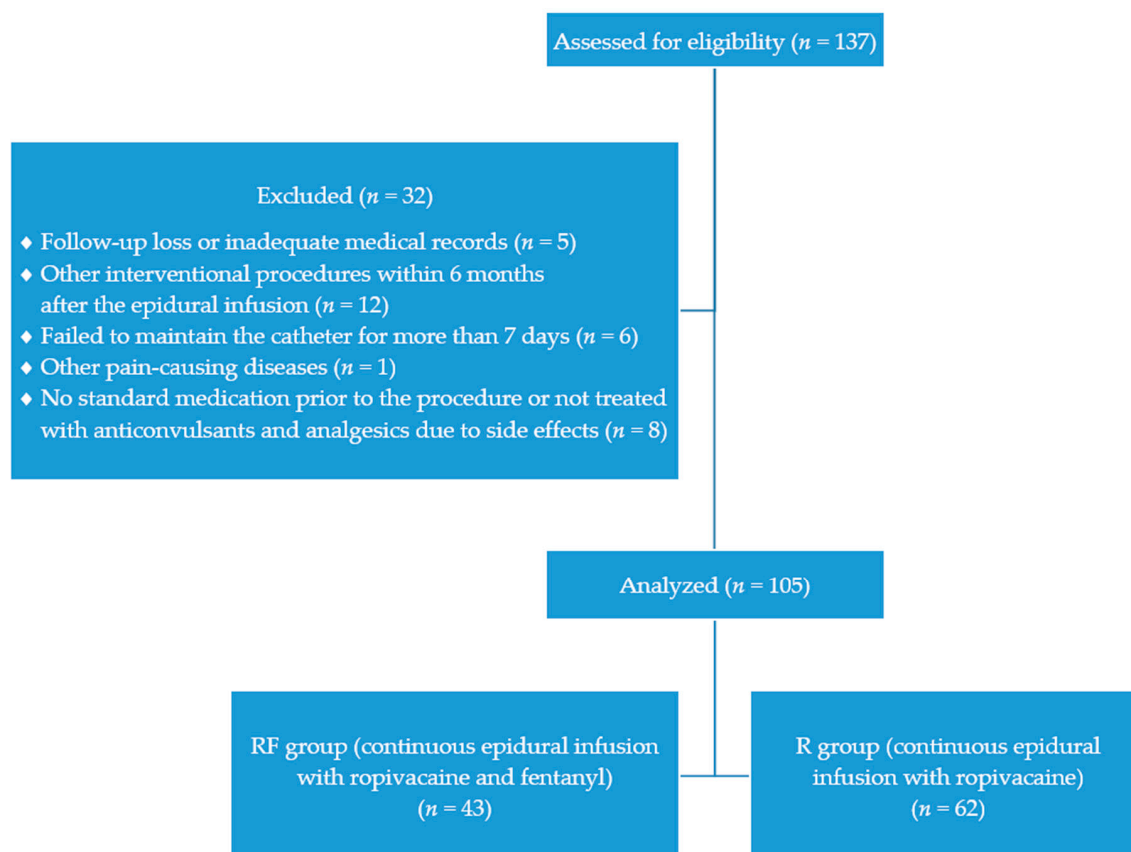 Assessed for eligibility (n = 137)
Excluded (n = 32)
♦ Follow-up loss or inadequate medical records (n = 5)
♦ Other interventional procedures within 6 months
after the epidural infusion (n = 12)
♦ Failed to maintain the catheter for more than 7 days (n = 6)
♦ Other pain-causing diseases (n = 1)
♦ No standard medication prior to the procedure or not treated
with anticonvulsants and analgesics due to side effects (n = 8)
Analyzed (n = 105)
RF group (continuous epidural infusion
with ropivacaine and fentanyl)
(n = 43)
R group (continuous epidural
infusion with ropivacaine)
(n = 62)